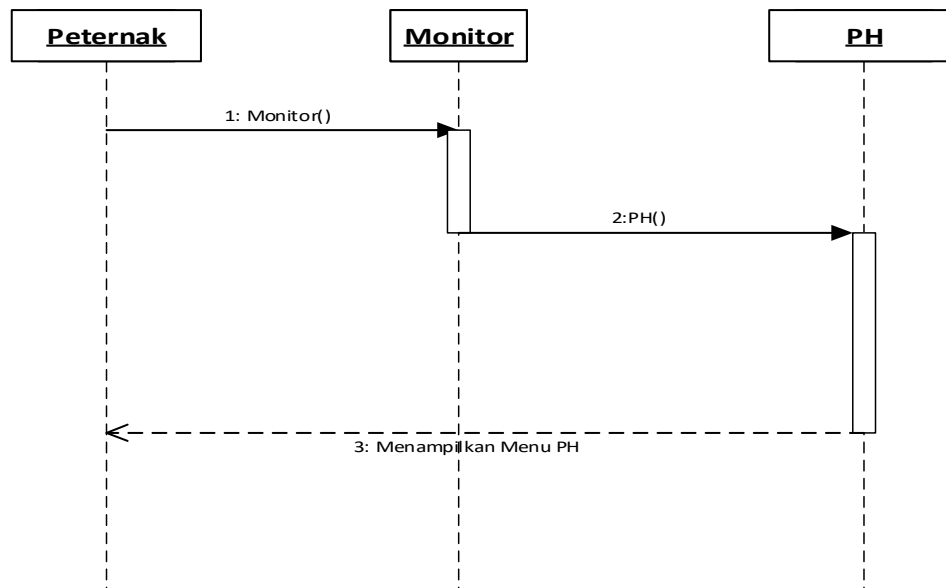 Peternak
Monitor
PH
1: Monitor()
2:PH()
3: Menampilkan Menu PH